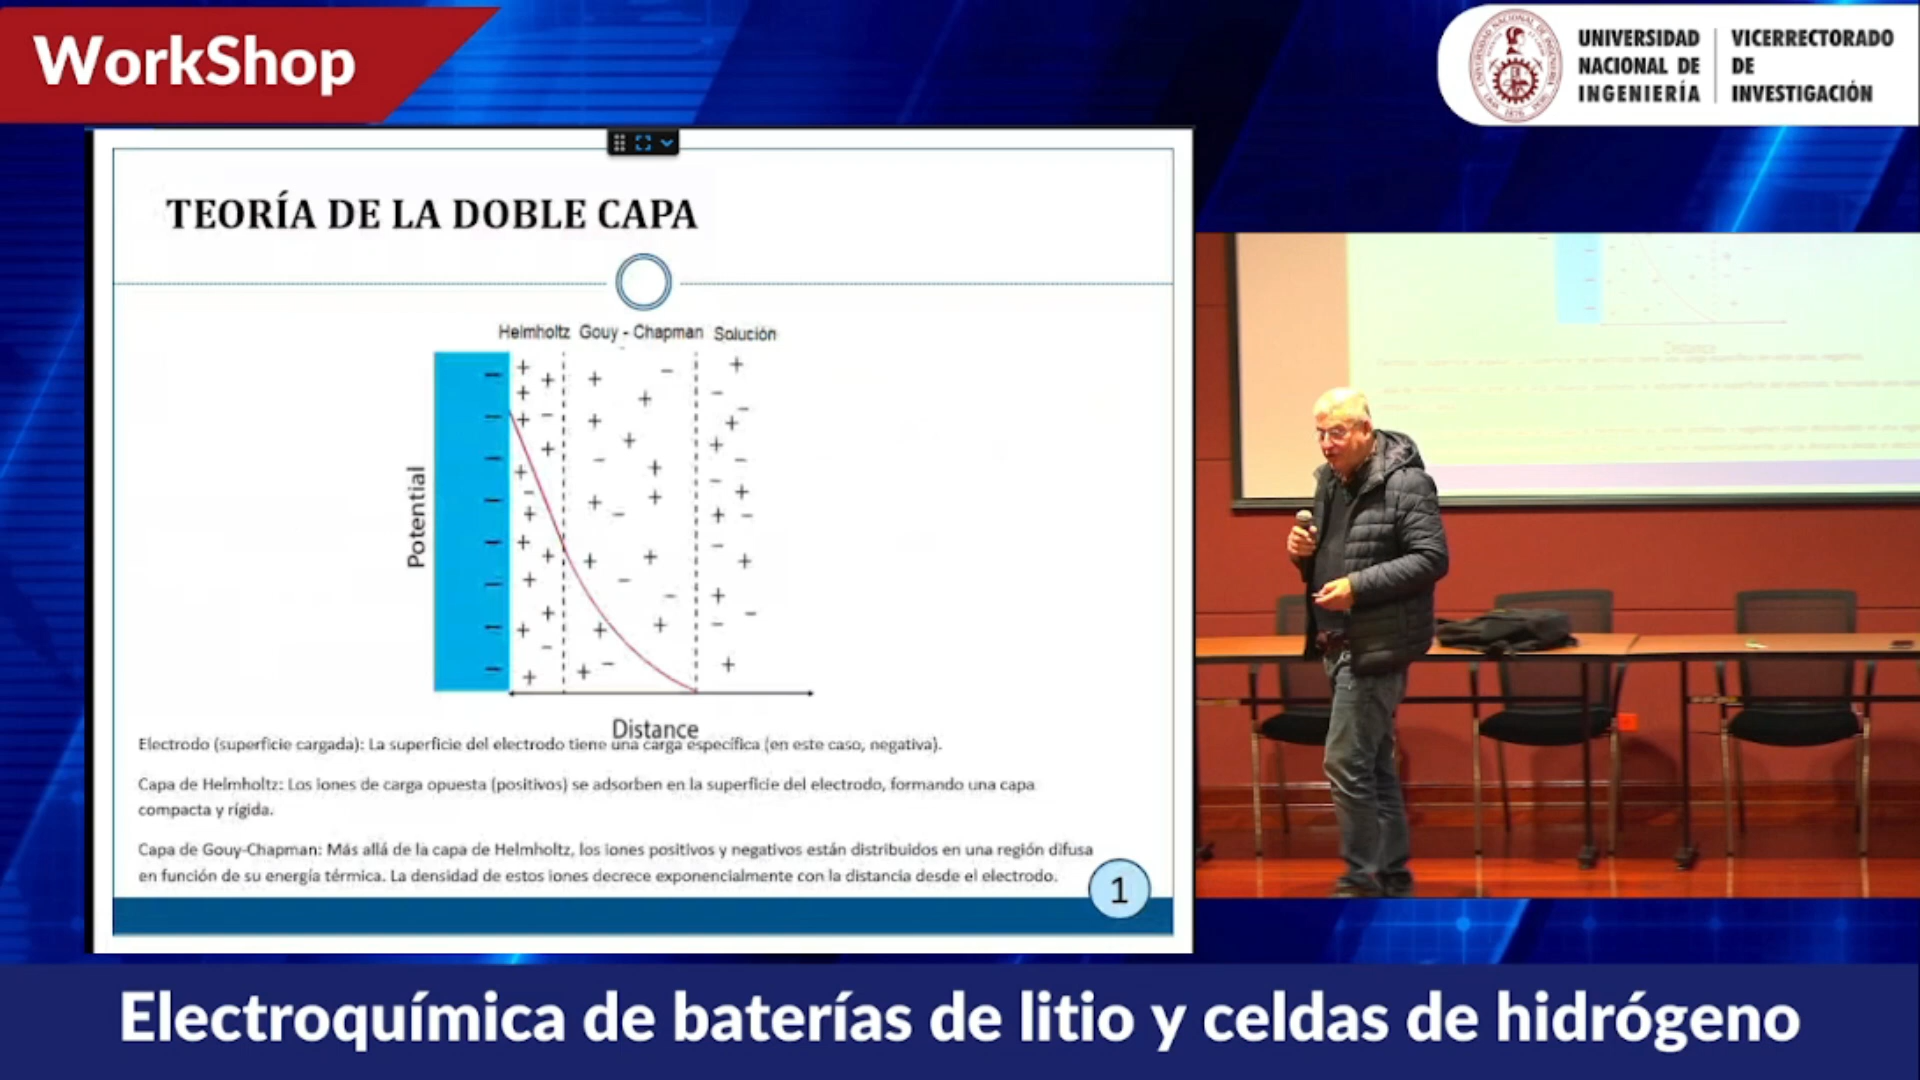 WorkShop
UNIVERSIDAD
NACIONAL DE
INGENIERÍA
VICERRECTORADO
DE
INVESTIGACIÓN
TEORÍA DE LA DOBLE CAPA
Helmholtz Gouy - Chapman Solución
Potential
Distance
Electrodo (superficie cargada): La superficie del electrodo tiene una carga específica (en este caso, negativa).
Capa de Helmholtz: Los iones de carga opuesta (positivos) se adsorben en la superficie del electrodo, formando una capa
compacta y rígida.
Capa de Gouy-Chapman: Más allá de la capa de Helmholtz, los iones positivos y negativos están distribuidos en una región difusa
en función de su energía térmica. La densidad de estos iones decrece exponencialmente con la distancia desde el electrodo.
1
Electroquímica de baterías de litio y celdas de hidrógeno